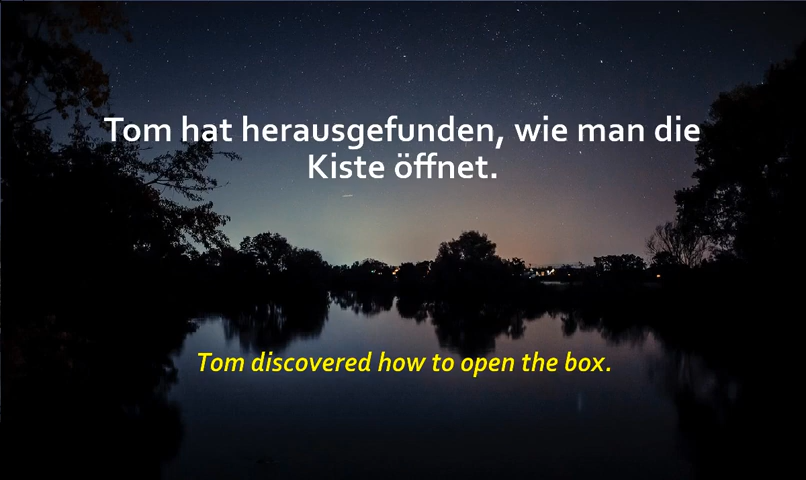 Tom hat herausgefunden, wie man die
Kiste öffnet.
Tom discovered how to open the box.